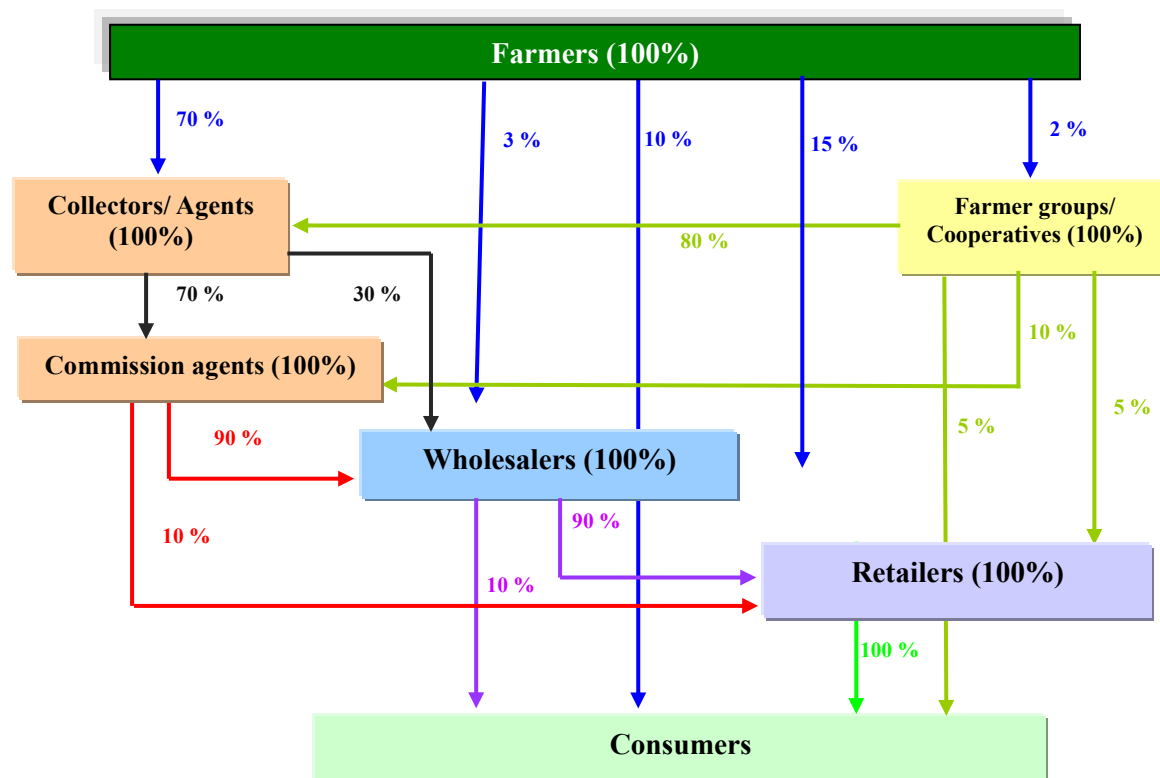 Farmers (100%)
70 %
3 %
10 %
15 %
2 %
Collectors/ Agents
(100%)
Farmer groups/
Cooperatives (100%)
80 %
70 %
30 %
10 %
Commission agents (100%)
5 %
5 %
90 %
Wholesalers (100%)
10 %
90 %
Retailers (100%)
10 %
100 %
Consumers